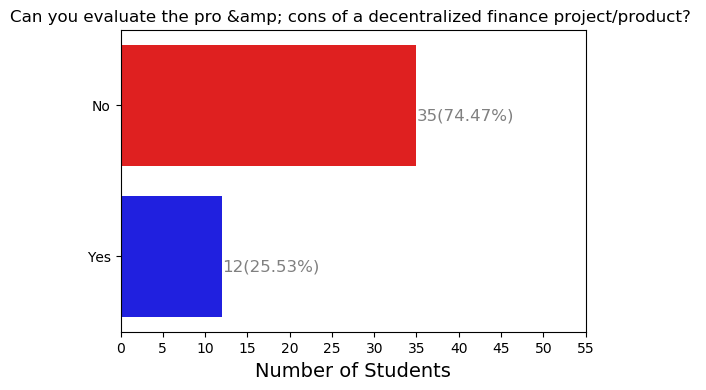 Can you evaluate the pro &amp; cons of a decentralized finance project/product?
No
35(74.47%)
Yes
12(25.53%)
0 5 10 15 20 25 30 35 40 45 50 55
Number of Students